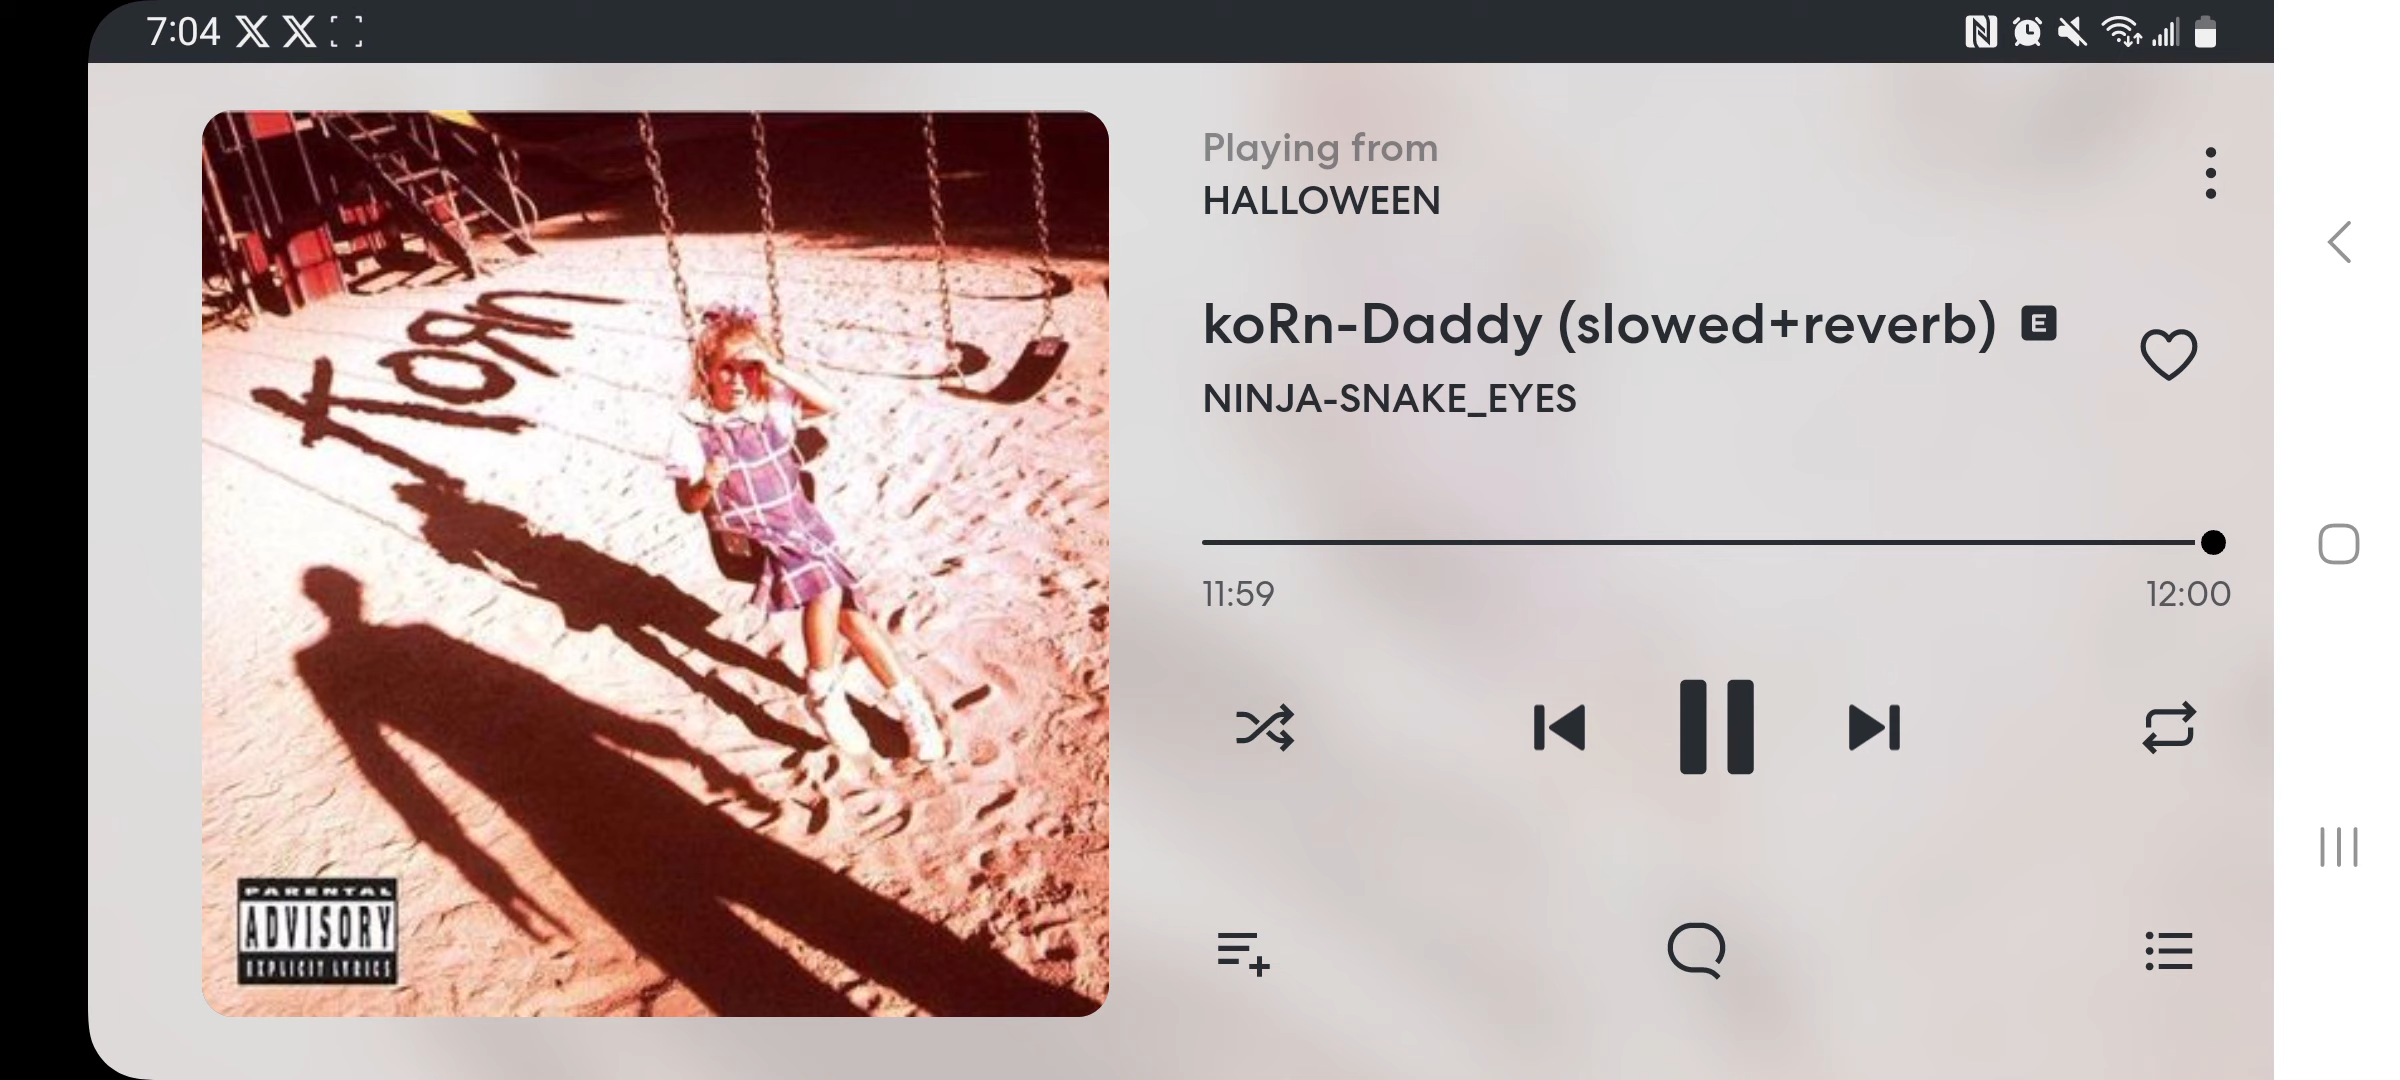 7:04
Playing from
HALLOWEEN
koRn-Daddy (slowed+reverb) E
NINJA-SNAKE_EYES
11:59
12:00
KoRn
PARENTAL
ADVISORY
EXPLICIT LYRICS